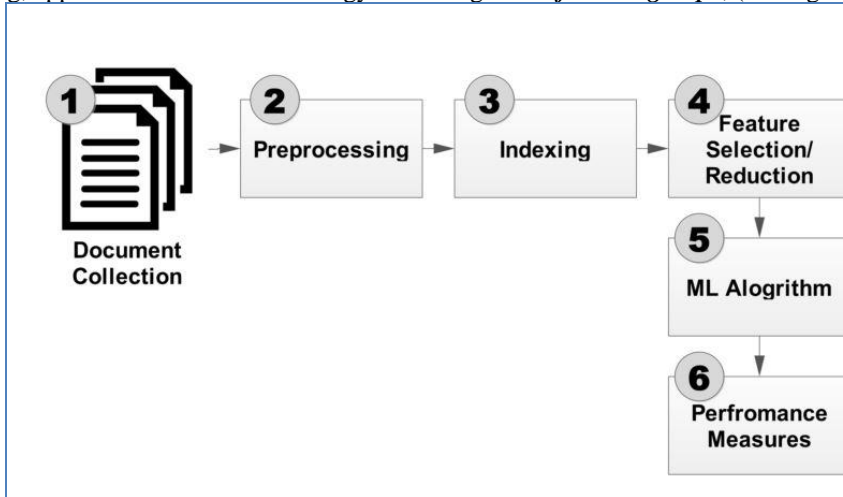 1
Document
Collection
2
Preprocessing
3
Indexing
4
Feature
Selection/
Reduction
5
ML Alogrithm
6
Perfromance
Measures